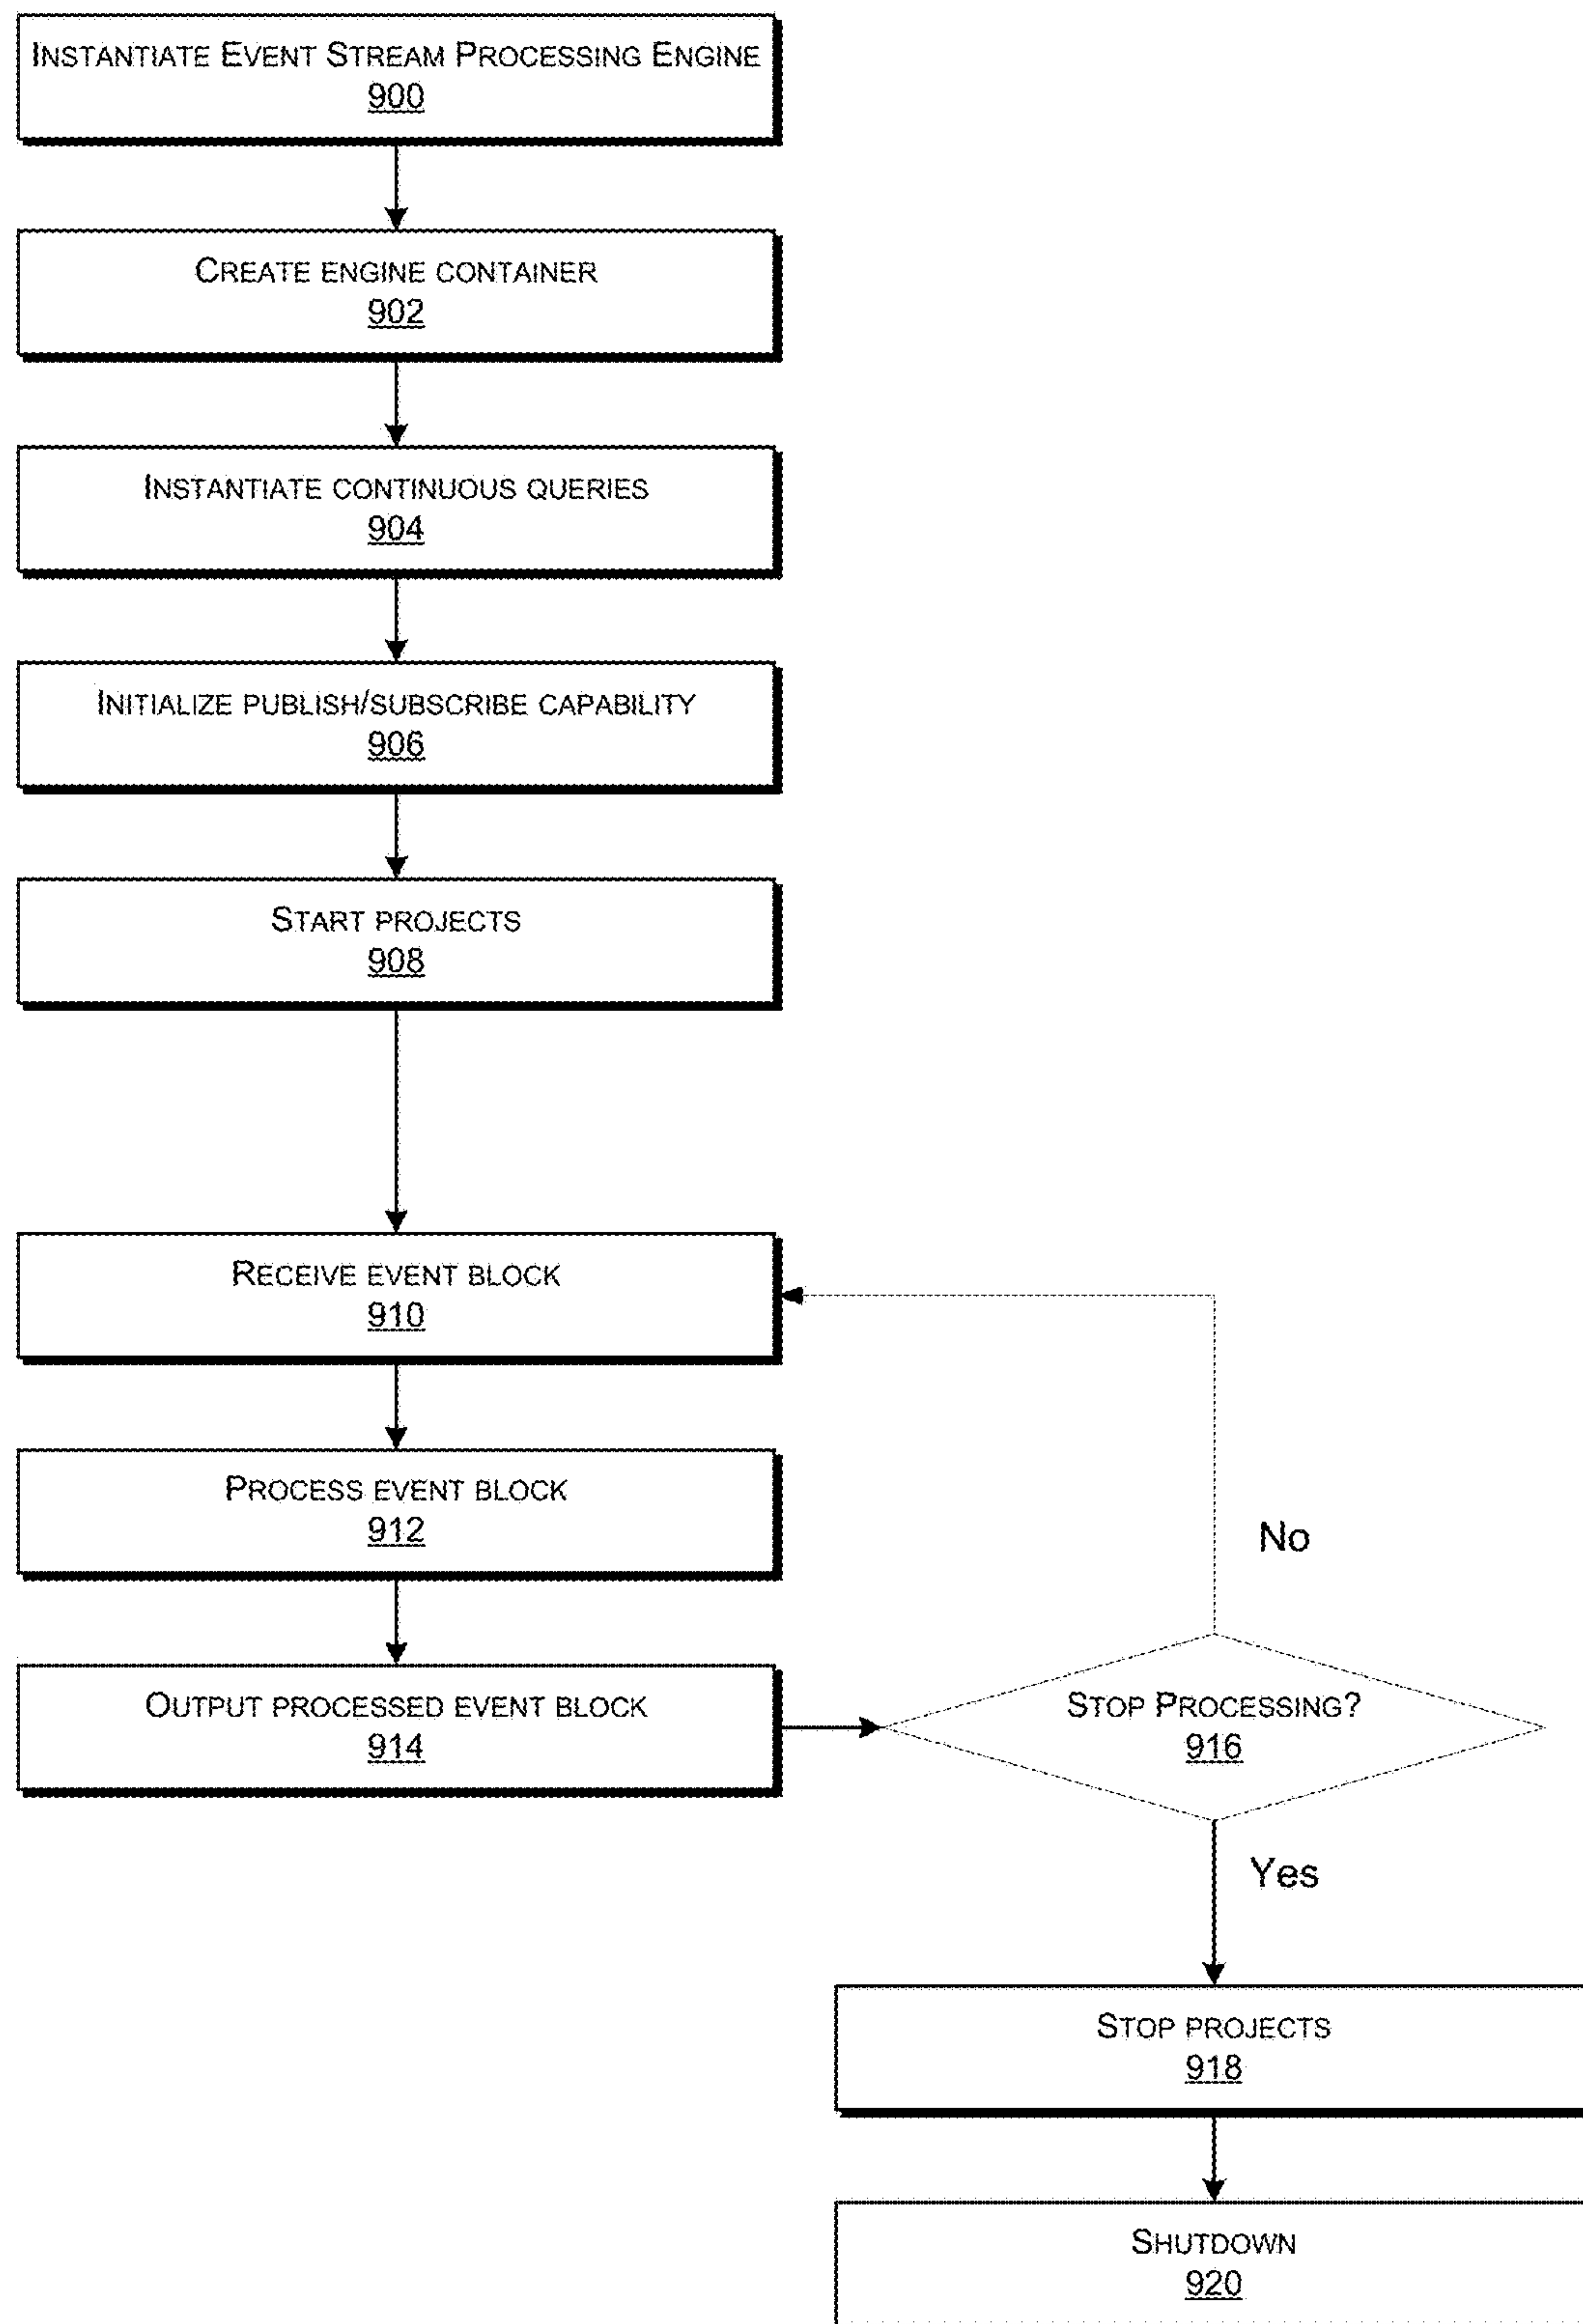 INSTANTIATE EVENT STREAM PROCESSING ENGINE
900
CREATE ENGINE CONTAINER
902
INSTANTIATE CONTINUOUS QUERIES
904
INITIALIZE PUBLISH/SUBSCRIBE CAPABILITY
906
START PROJECTS
908
RECEIVE EVENT BLOCK
910
PROCESS EVENT BLOCK
912
No
OUTPUT PROCESSED EVENT BLOCK
914
STOP PROCESSING?
916
Yes
STOP PROJECTS
918
SHUTDOWN
920